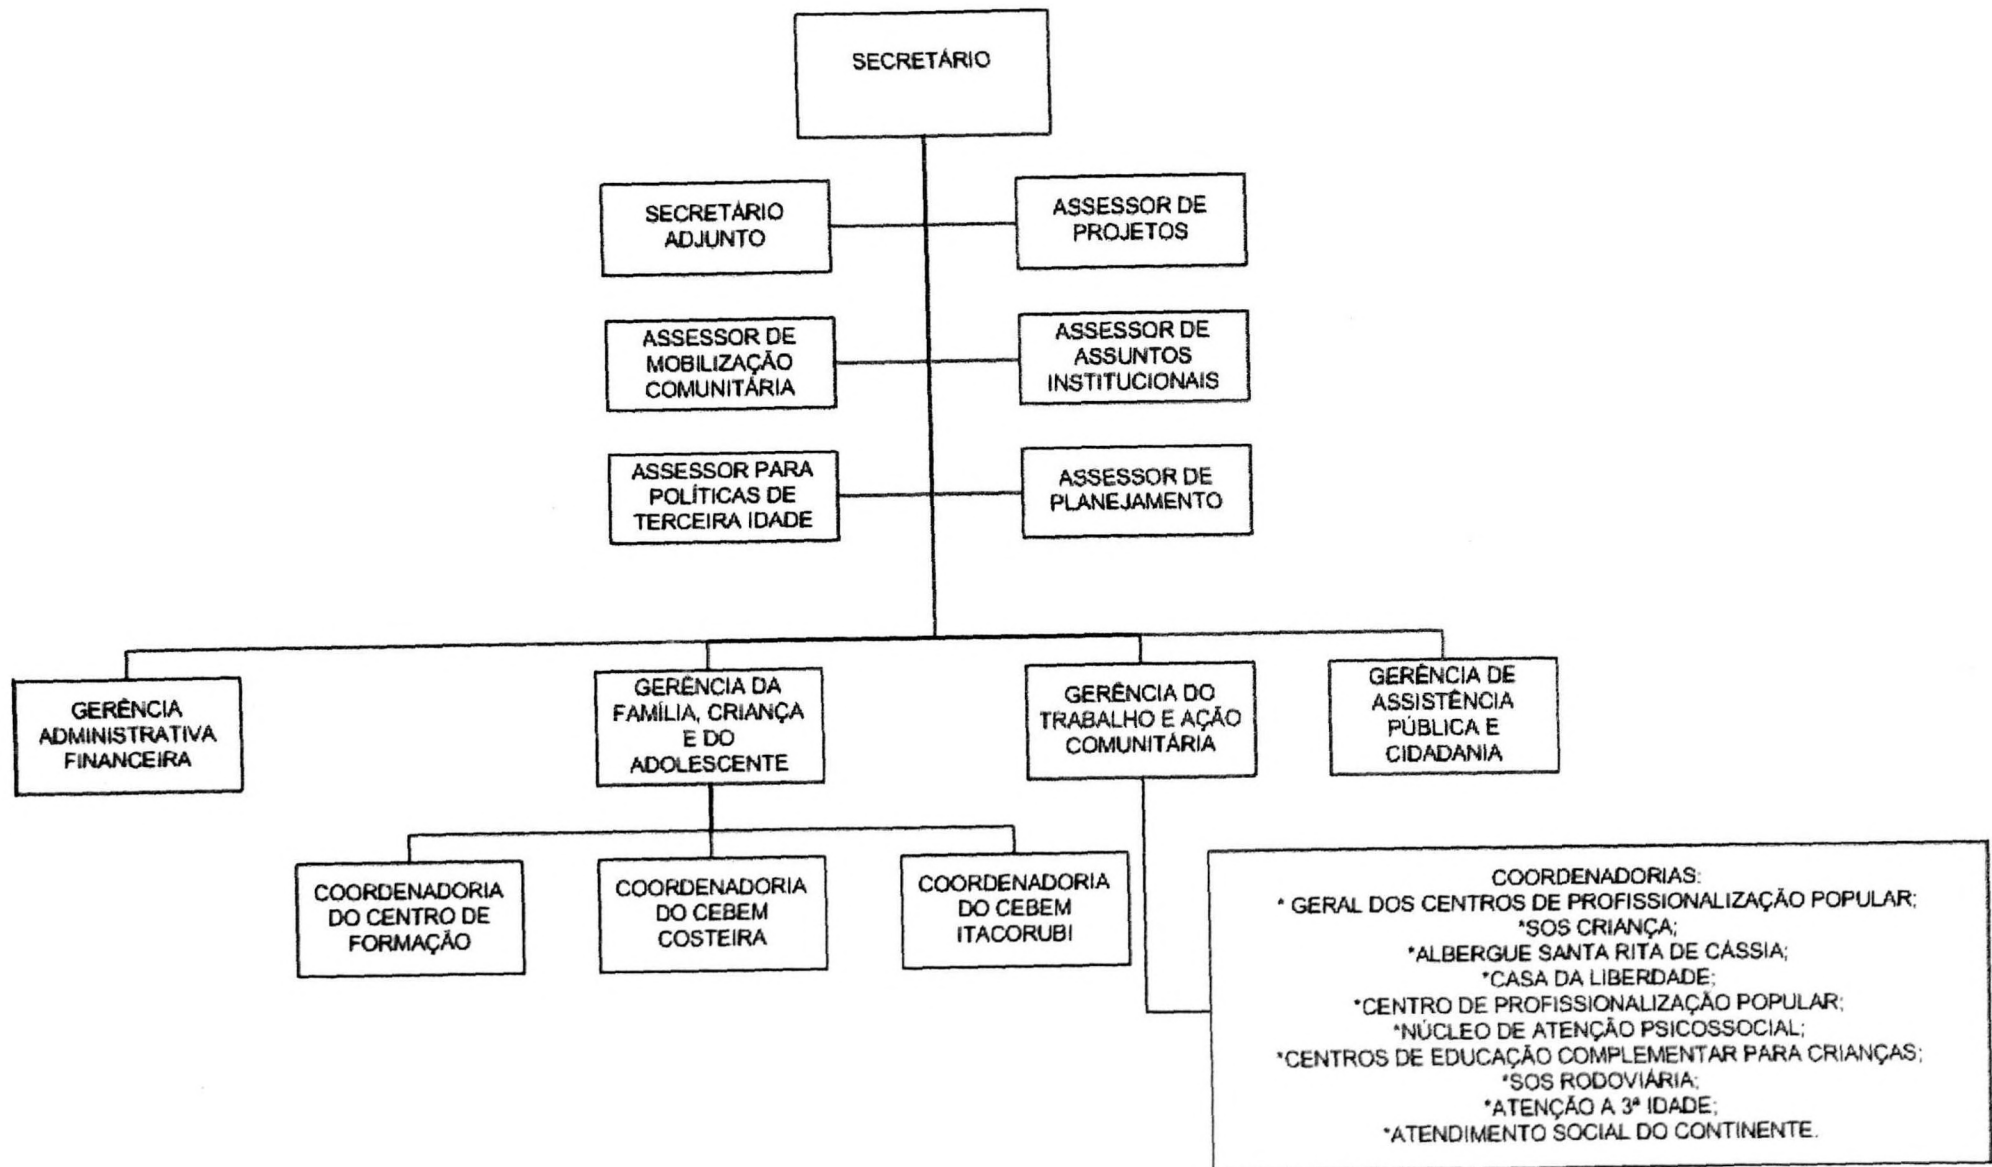 SECRETÁRIO
SECRETÁRIO
ADJUNTO
ASSESSOR DE
PROJETOS
ASSESSOR DE
MOBILIZAÇÃO
COMUNITÁRIA
ASSESSOR DE
ASSUNTOS
INSTITUCIONAIS
ASSESSOR PARA
POLÍTICAS DE
TERCEIRA IDADE
ASSESSOR DE
PLANEJAMENTO
GERÊNCIA
ADMINISTRATIVA
FINANCEIRA
GERÊNCIA DA
FAMÍLIA, CRIANÇA
E DO
ADOLESCENTE
GERÊNCIA DO
TRABALHO E AÇÃO
COMUNITÁRIA
GERÊNCIA DE
ASSISTÊNCIA
PÚBLICA E
CIDADANIA
COORDENADORIA
DO CENTRO DE
FORMAÇÃO
COORDENADORIA
DO CEBEM
COSTEIRA
COORDENADORIA
DO CEBEM
ITACORUBI
COORDENADORIAS:
* GERAL DOS CENTROS DE PROFISSIONALIZAÇÃO POPULAR;
*SOS CRIANÇA;
*ALBERGUE SANTA RITA DE CÁSSIA;
*CASA DA LIBERDADE;
*CENTRO DE PROFISSIONALIZAÇÃO POPULAR;
*NÚCLEO DE ATENÇÃO PSICOSSOCIAL;
*CENTROS DE EDUCAÇÃO COMPLEMENTAR PARA CRIANÇAS;
*SOS RODOVIÁRIA;
*ATENÇÃO A 3ª IDADE;
*ATENDIMENTO SOCIAL DO CONTINENTE.